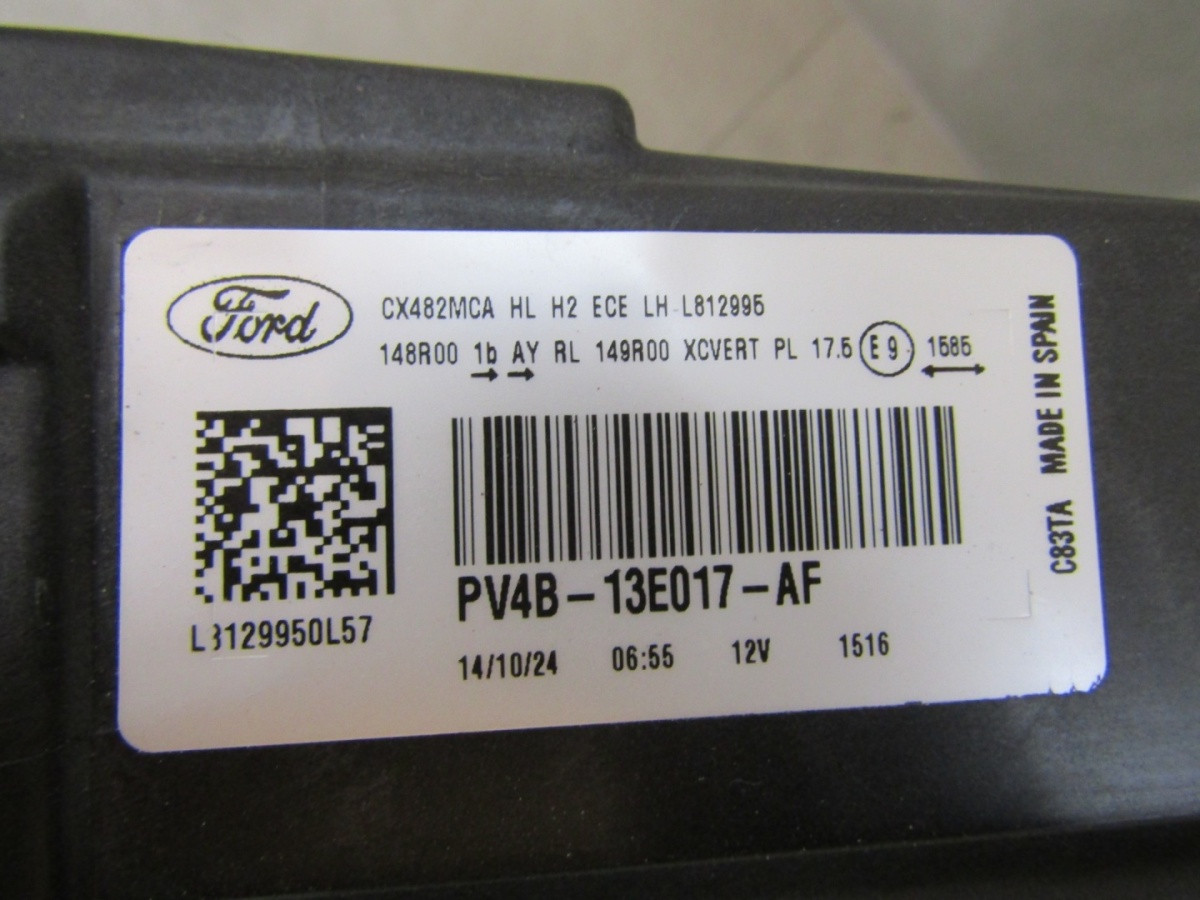 Ford
CX482MCA HL H2 ECE LH-L812995
148R00 1b AY RL 149R00 XCVERT PL 17.5 E9 1585
L8129950L57
PV4B-13E017-AF
14/10/24 06:55 12V 1516
C83TA MADE IN SPAIN